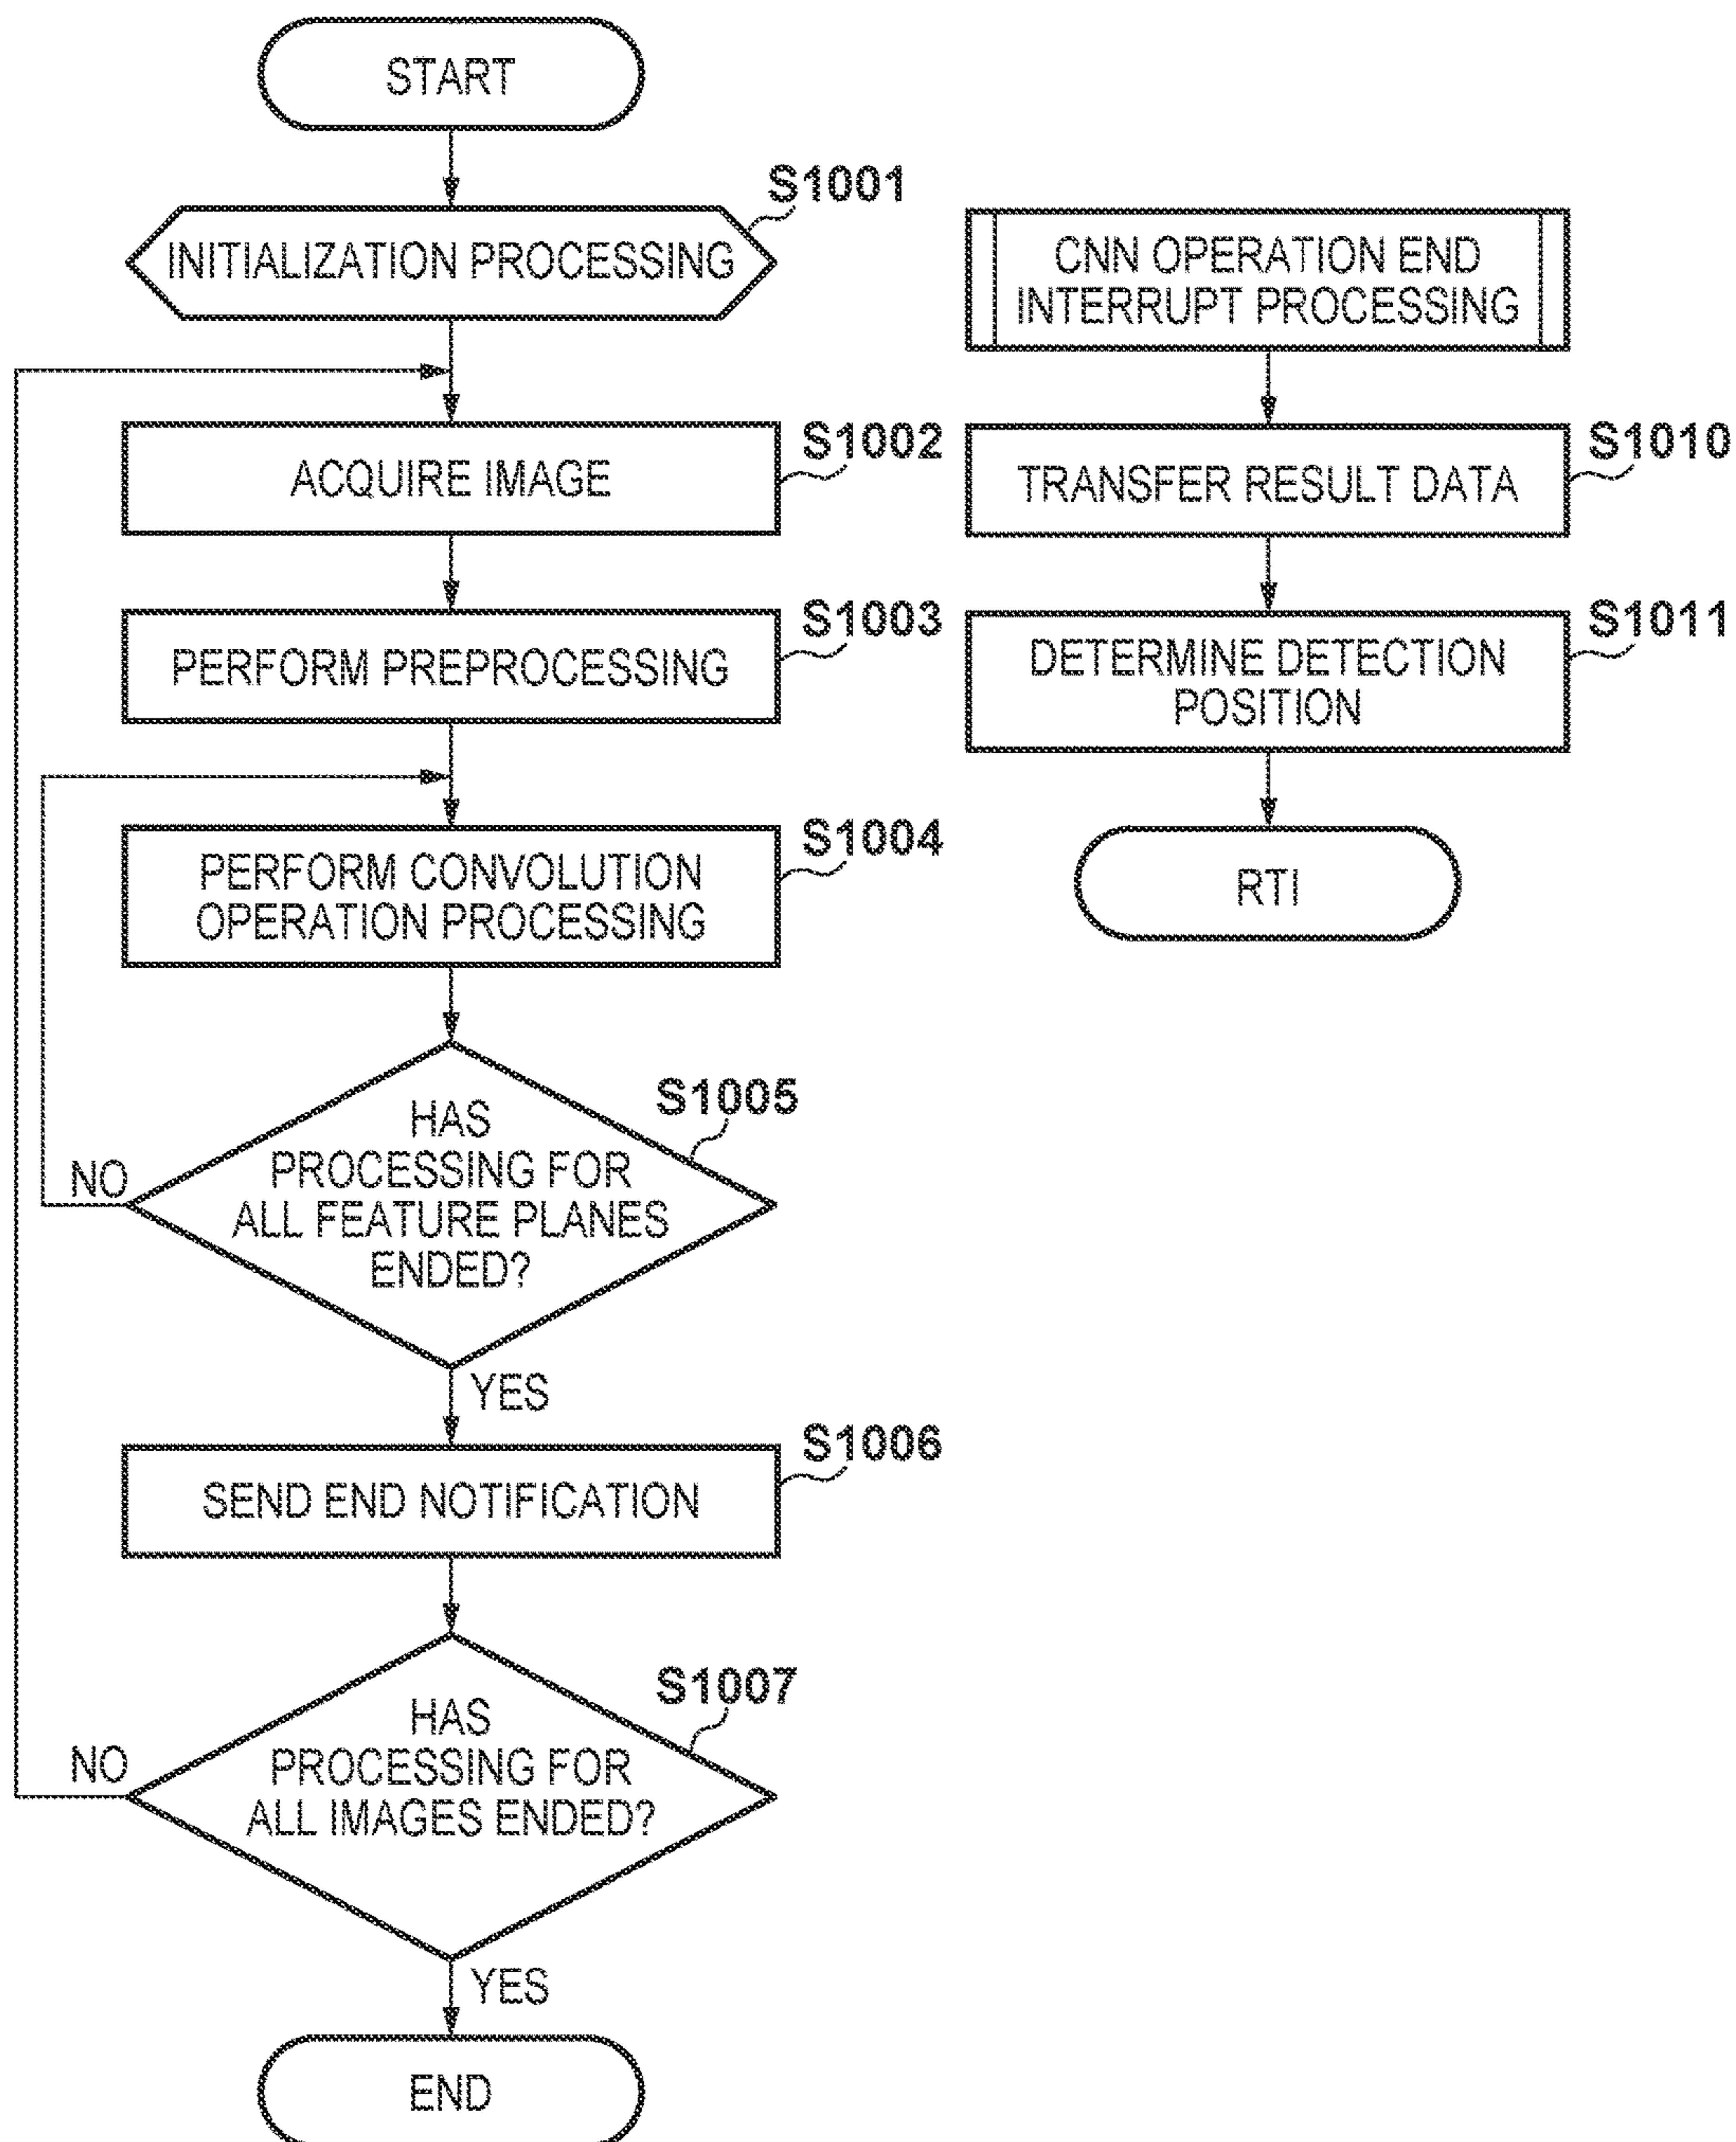 START
S1001
INITIALIZATION PROCESSING
S1002
ACQUIRE IMAGE
S1003
PERFORM PREPROCESSING
S1004
PERFORM CONVOLUTION
OPERATION PROCESSING
S1005
HAS
PROCESSING FOR
ALL FEATURE PLANES
ENDED?
NO
YES
S1006
SEND END NOTIFICATION
S1007
HAS
PROCESSING FOR
ALL IMAGES ENDED?
NO
YES
END
CNN OPERATION END
INTERRUPT PROCESSING
S1010
TRANSFER RESULT DATA
S1011
DETERMINE DETECTION
POSITION
RTI